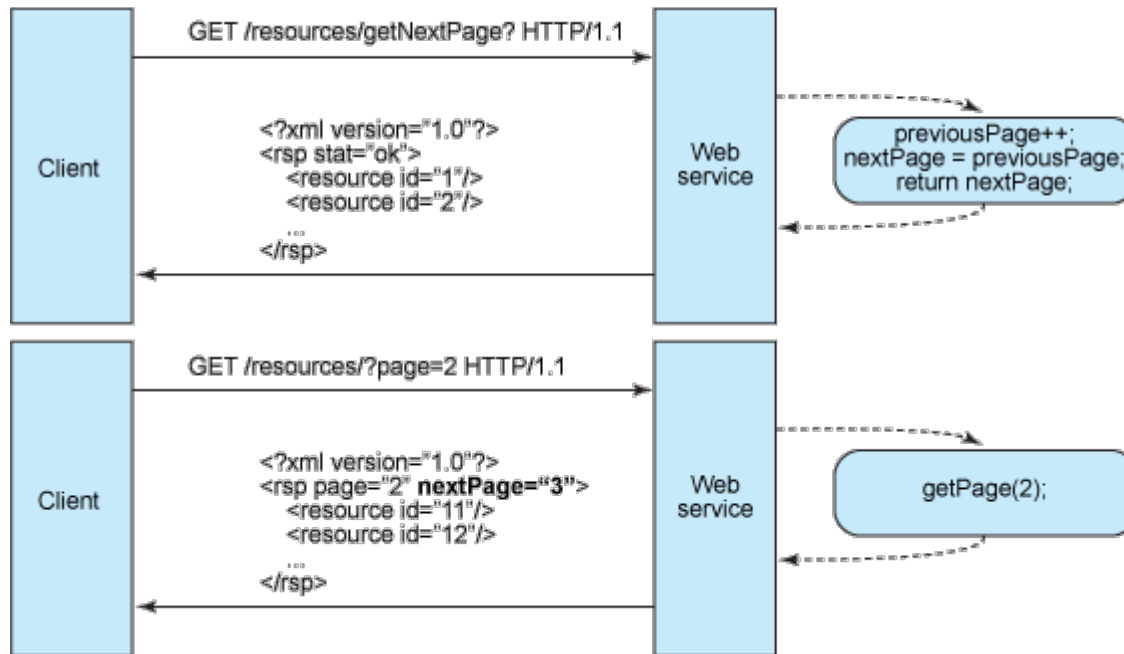 GET /resources/getNextPage? HTTP/1.1
Client
<?xml version="1.0"?>
<rsp stat="ok">
<resource id="1"/>
<resource id="2"/>
...
</rsp>
Web
service
previousPage++;
nextPage = previousPage;
return nextPage;
GET /resources/?page=2 HTTP/1.1
Client
<?xml version="1.0"?>
<rsp page="2" nextPage="3">
<resource id="11"/>
<resource id="12"/>
...
</rsp>
Web
service
getPage(2);